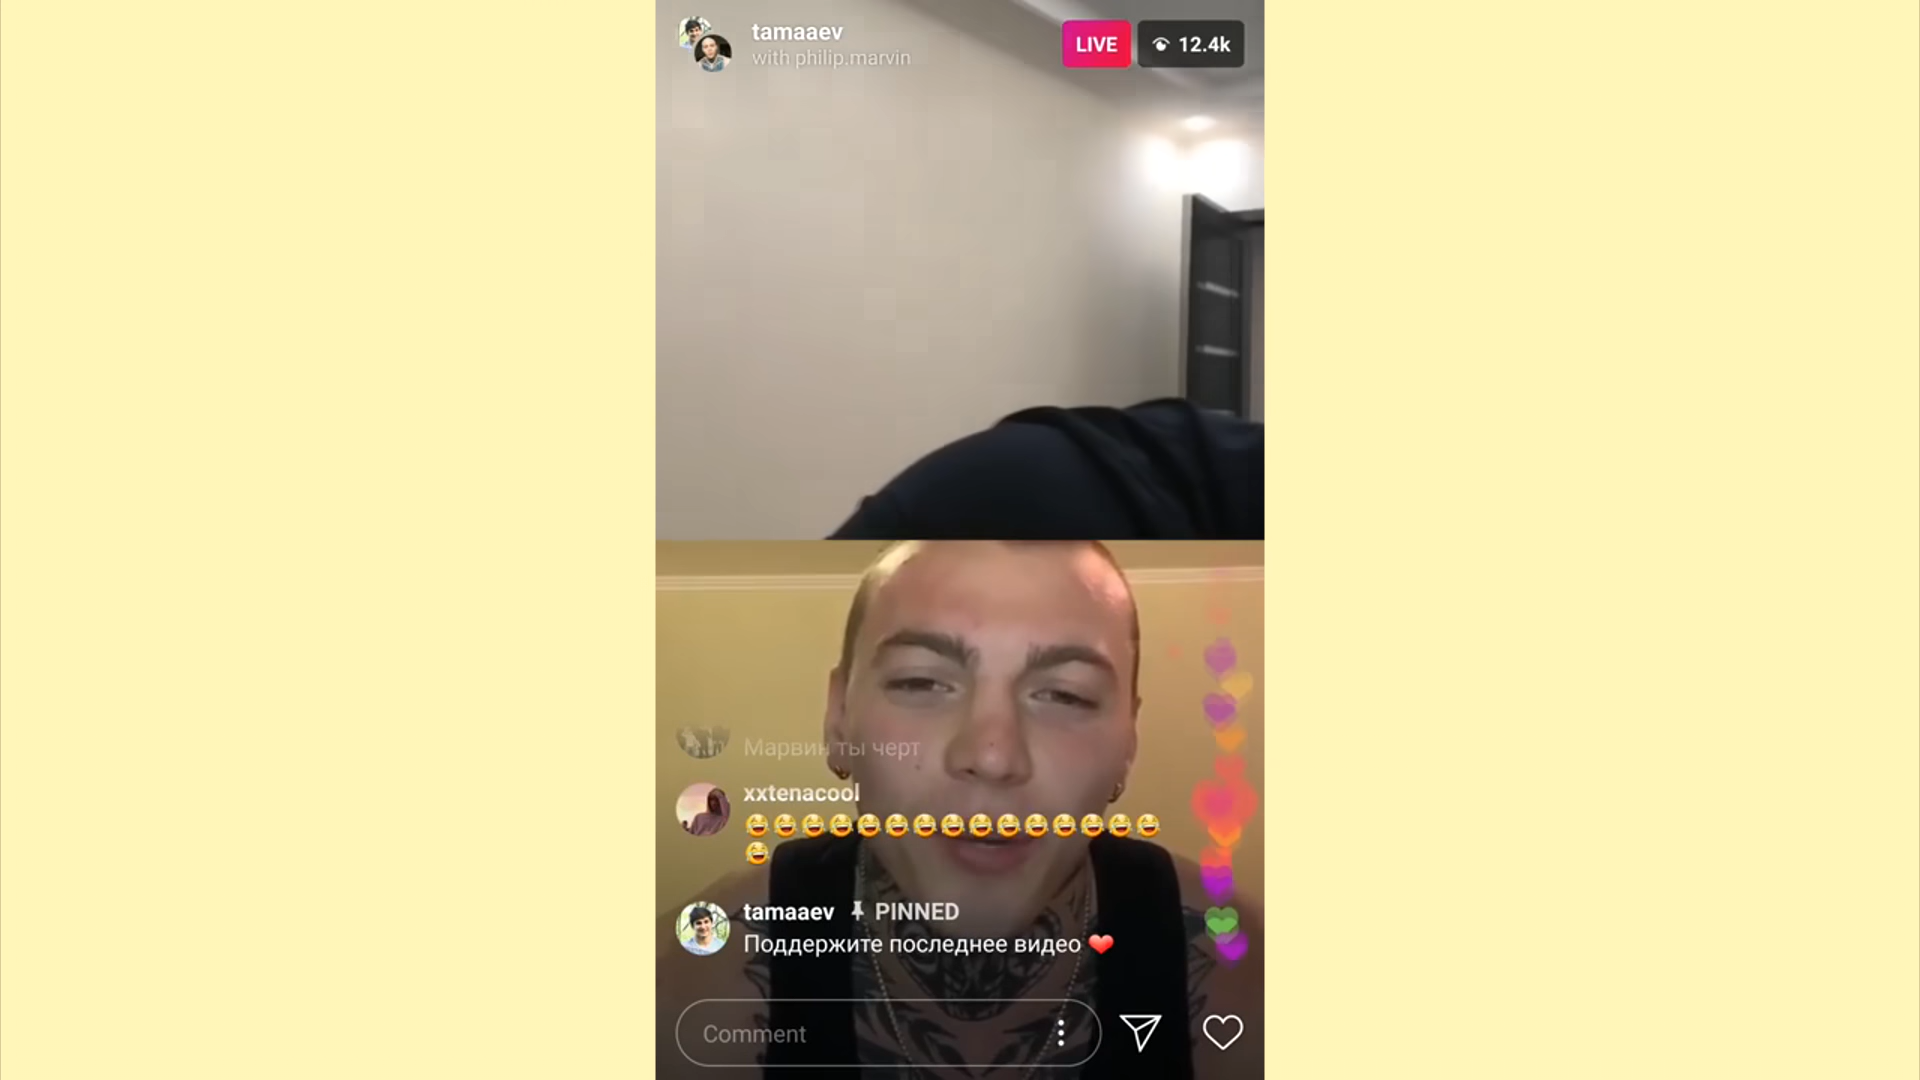 tamaaev
with philip.marvin
LIVE
12.4k
Марвин ты черт
xxtenacool
😂😂😂😂😂😂😂😂😂😂😂😂😂😂😂
😂
tamaaev PINNED
Поддержите последнее видео ❤️
Comment